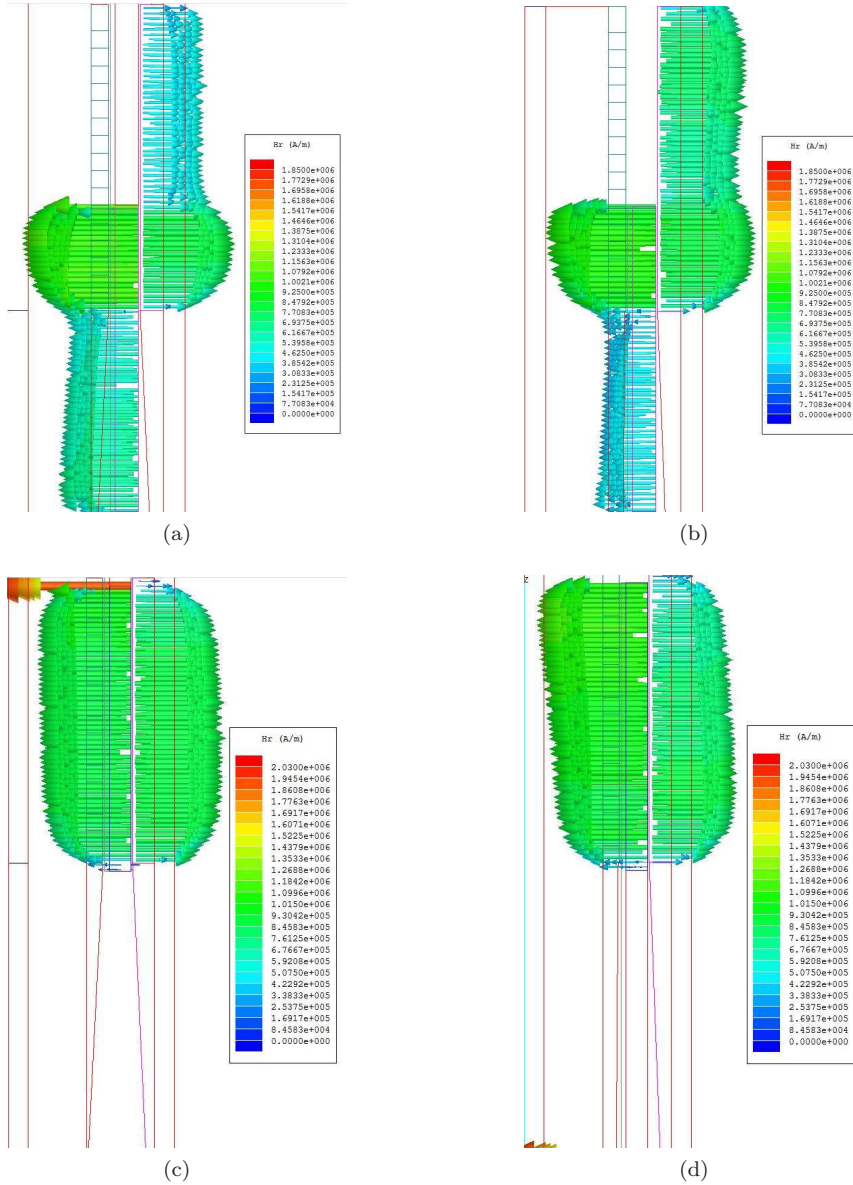 Hr (A/m)
1.8500e+006
1.7729e+006
1.6958e+006
1.6188e+006
1.5417e+006
1.4646e+006
1.3875e+006
1.3104e+006
1.2333e+006
1.1563e+006
1.0792e+006
1.0021e+006
9.2500e+005
8.4792e+005
7.7083e+005
6.9375e+005
6.1667e+005
5.3958e+005
4.6250e+005
3.8542e+005
3.0833e+005
2.3125e+005
1.5417e+005
7.7083e+004
0.0000e+000
(a)
Hr (A/m)
1.8500e+006
1.7729e+006
1.6958e+006
1.6188e+006
1.5417e+006
1.4646e+006
1.3875e+006
1.3104e+006
1.2333e+006
1.1563e+006
1.0792e+006
1.0021e+006
9.2500e+005
8.4792e+005
7.7083e+005
6.9375e+005
6.1667e+005
5.3958e+005
4.6250e+005
3.8542e+005
3.0833e+005
2.3125e+005
1.5417e+005
7.7083e+004
0.0000e+000
(b)
Hr (A/m)
2.0300e+006
1.9454e+006
1.8608e+006
1.7763e+006
1.6917e+006
1.6071e+006
1.5225e+006
1.4379e+006
1.3533e+006
1.2688e+006
1.1842e+006
1.0996e+006
1.0150e+006
9.3042e+005
8.4583e+005
7.6125e+005
6.7667e+005
5.9208e+005
5.0750e+005
4.2292e+005
3.3833e+005
2.5375e+005
1.6917e+005
8.4583e+004
0.0000e+000
(c)
z
Hr (A/m)
2.0300e+006
1.9454e+006
1.8608e+006
1.7763e+006
1.6917e+006
1.6071e+006
1.5225e+006
1.4379e+006
1.3533e+006
1.2688e+006
1.1842e+006
1.0996e+006
1.0150e+006
9.3042e+005
8.4583e+005
7.6125e+005
6.7667e+005
5.9208e+005
5.0750e+005
4.2292e+005
3.3833e+005
2.5375e+005
1.6917e+005
8.4583e+004
0.0000e+000
(d)